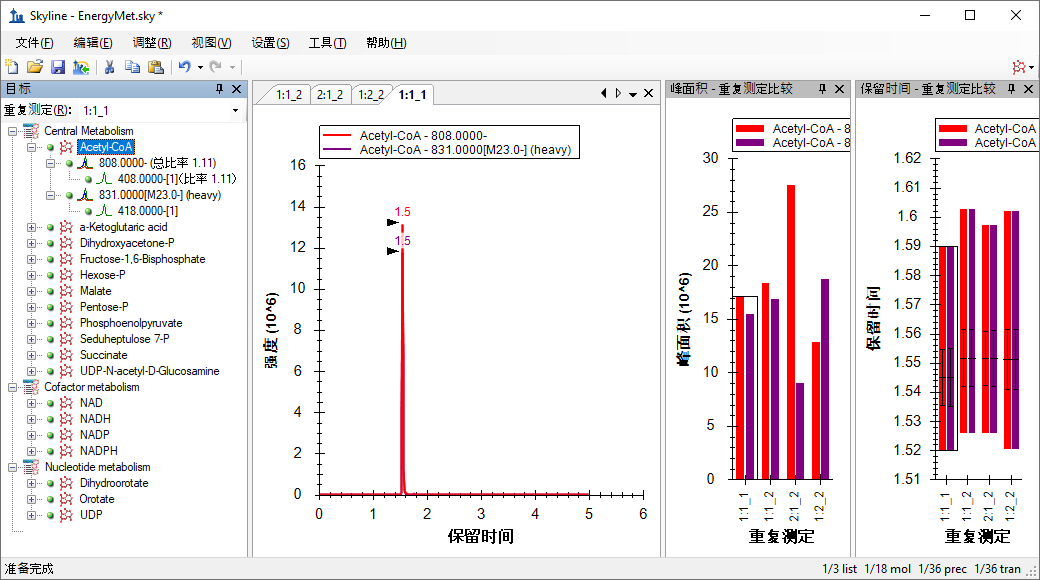 Skyline - EnergyMet.sky *
文件(F) 编辑(E) 调整(R) 视图(V) 设置(S) 工具(T) 帮助(H)
目标
重复测定(R): 1:1_1
Central Metabolism
Acetyl-CoA
808.0000- (总比率 1.11)
408.0000-[1](比率 1.11)
831.0000[M23.0-] (heavy)
418.0000-[1]
a-Ketoglutaric acid
Dihydroxyacetone-P
Fructose-1,6-Bisphosphate
Hexose-P
Malate
Pentose-P
Phosphoenolpyruvate
Seduheptulose 7-P
Succinate
UDP-N-acetyl-D-Glucosamine
Cofactor metabolism
NAD
NADH
NADP
NADPH
Nucleotide metabolism
Dihydroorotate
Orotate
UDP
1:1_2 2:1_2 1:2_2 1:1_1
Acetyl-CoA - 808.0000-
Acetyl-CoA - 831.0000[M23.0-] (heavy)
16
14
12
10
8
6
4
2
0
强度 (10^6)
1.5
1.5
0 1 2 3 4 5 6
保留时间
峰面积 - 重复测定比较
Acetyl-CoA - 8
Acetyl-CoA - 8
30
25
20
15
10
5
0
峰面积 (10^6)
1:1_1 1:1_2 2:1_2 1:2_2
重复测定
保留时间 - 重复测定比较
Acetyl-CoA
Acetyl-CoA
1.62
1.61
1.6
1.59
1.58
1.57
1.56
1.55
1.54
1.53
1.52
1.51
保留时间
1:1_1 1:1_2 2:1_2 1:2_2
重复测定
准备完成
1/3 list 1/18 mol 1/36 prec 1/36 tran